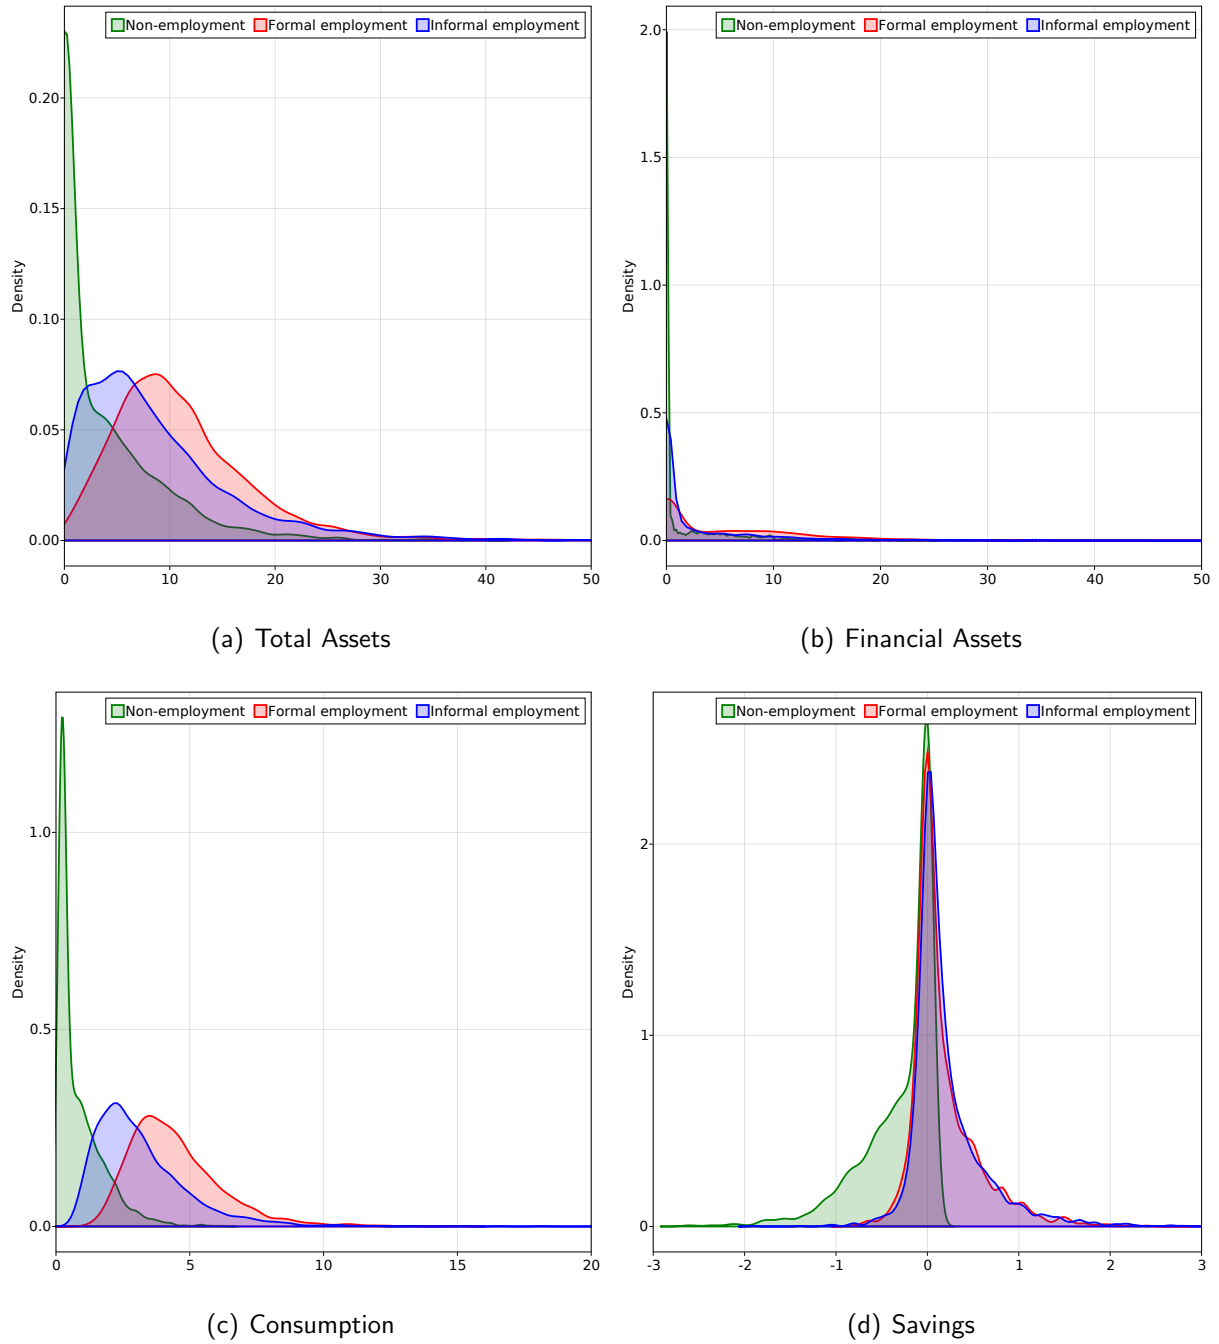 Non-employment Formal employment Informal employment
0.20
0.15
0.10
0.05
0.00
Density
0 10 20 30 40 50
(a) Total Assets
Non-employment Formal employment Informal employment
2.0
1.5
1.0
0.5
0.0
Density
0 10 20 30 40 50
(b) Financial Assets
Non-employment Formal employment Informal employment
1.0
0.5
0.0
Density
0 5 10 15 20
(c) Consumption
Non-employment Formal employment Informal employment
2
1
0
Density
-3 -2 -1 0 1 2 3
(d) Savings